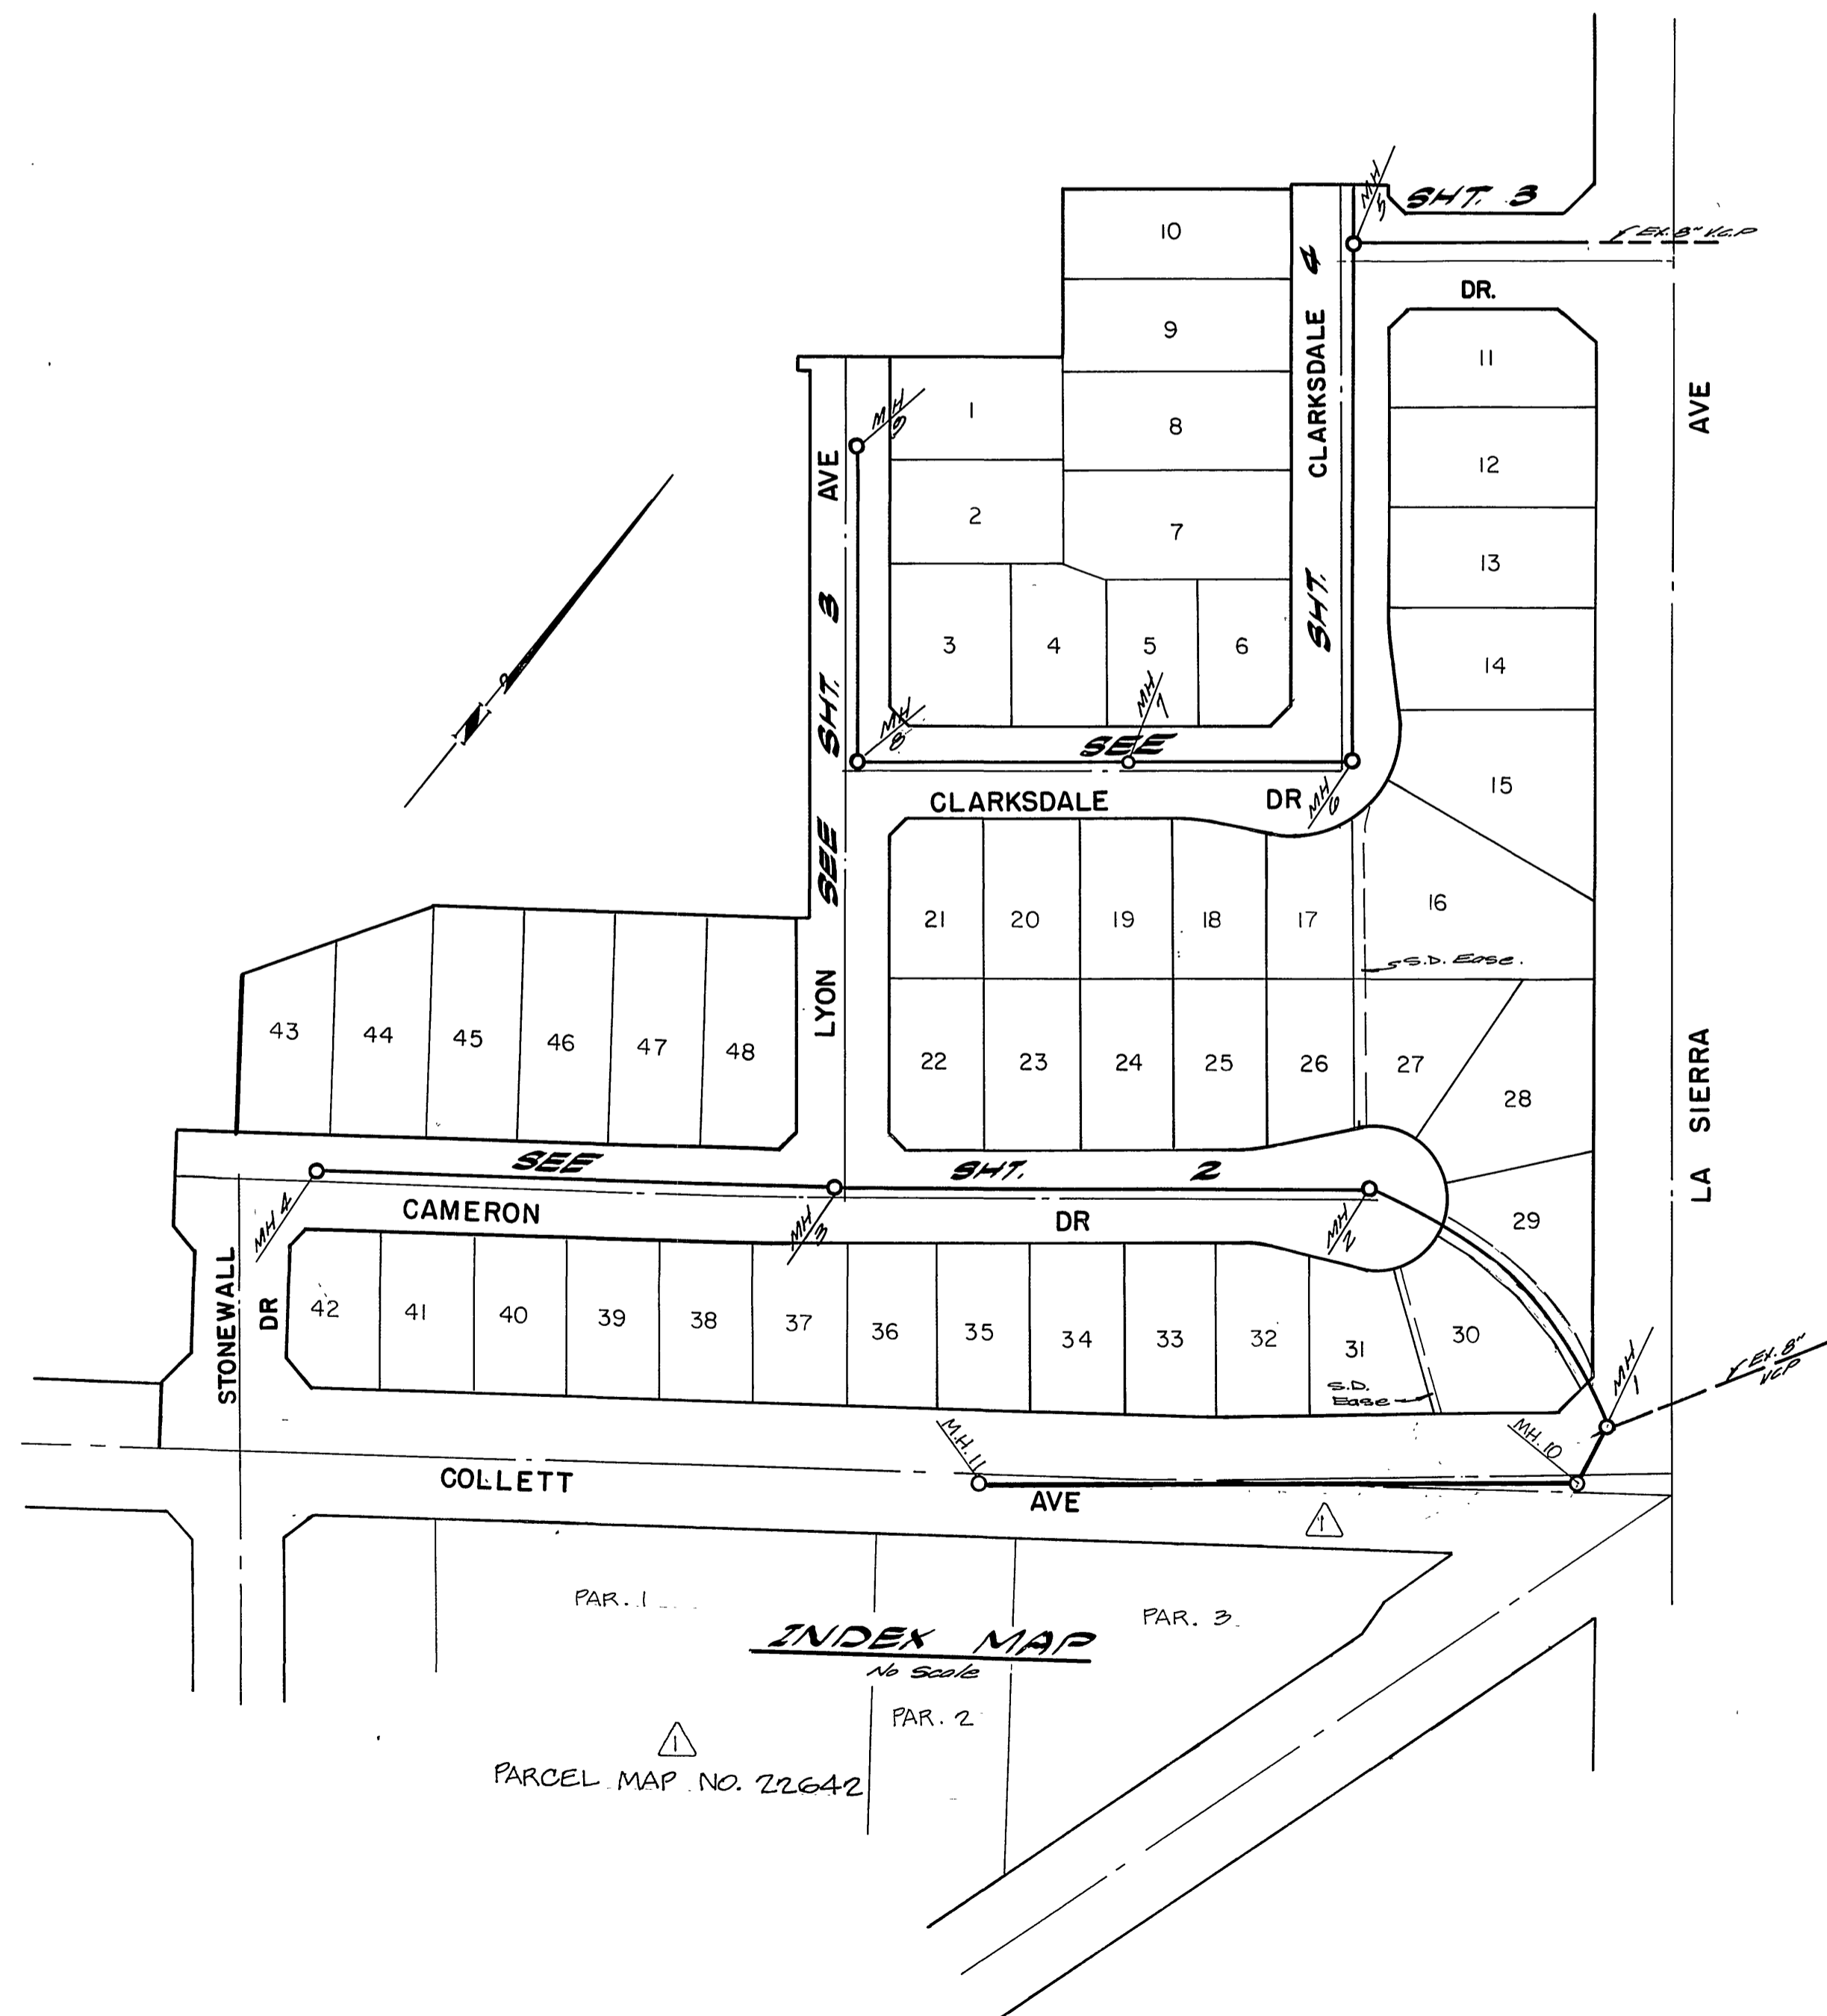 SHT. 3
MH 5
EX. 8" V.C.P
DR.
10
9
8
7
1
2
3
4
5
6
MH 9
MH 8
MH 7
MH 6
CLARKSDALE
SHT. 4
SEE
CLARKSDALE DR
LYON AVE
SEE SHT. 3
11
12
13
14
15
16
LA SIERRA AVE
21
20
19
18
17
S.D. Ease.
43
44
45
46
47
48
22
23
24
25
26
27
28
29
SEE SHT. 2
CAMERON DR
MH 4
MH 3
MH 2
STONEWALL DR
42
41
40
39
38
37
36
35
34
33
32
31
30
S.D.
Ease
MH 1
EX. 8"
VCP
M.H. 11
MH. 10
COLLETT AVE
1
PAR. 1
PAR. 3
INDEX MAP
No Scale
PAR. 2
1
PARCEL MAP NO. 22642